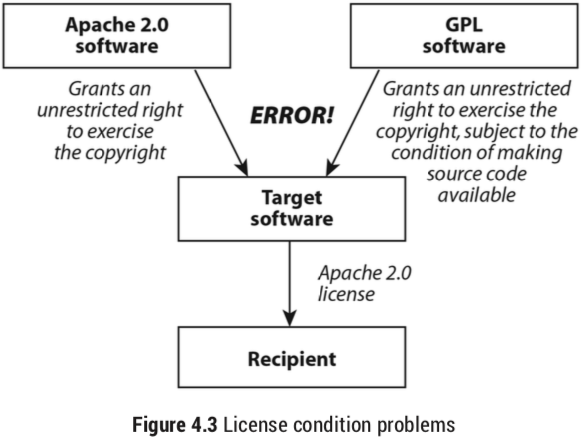 Apache 2.0
software
GPL
software
Grants an
unrestricted right
to exercise
the copyright
ERROR!
Grants an unrestricted
right to exercise the
copyright, subject to the
condition of making
source code
available
Target
software
Apache 2.0
license
Recipient
Figure 4.3 License condition problems